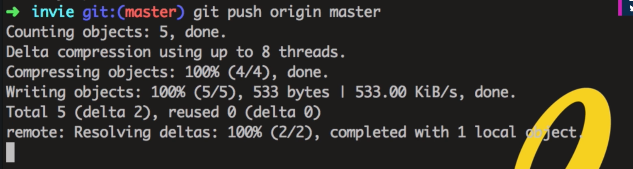 ➜ invie git:(master) git push origin master
Counting objects: 5, done.
Delta compression using up to 8 threads.
Compressing objects: 100% (4/4), done.
Writing objects: 100% (5/5), 533 bytes | 533.00 KiB/s, done.
Total 5 (delta 2), reused 0 (delta 0)
remote: Resolving deltas: 100% (2/2), completed with 1 local object.